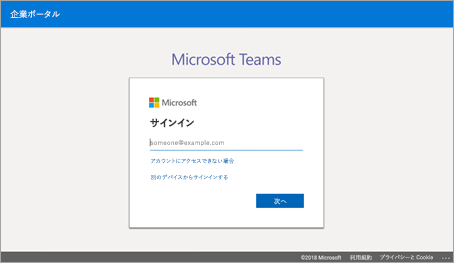 企業ポータル
Microsoft Teams
Microsoft
サインイン
someone@example.com
アカウントにアクセスできない場合
別のデバイスからサインインする
次へ
©2018 Microsoft 利用規約 プライバシーと Cookie ...